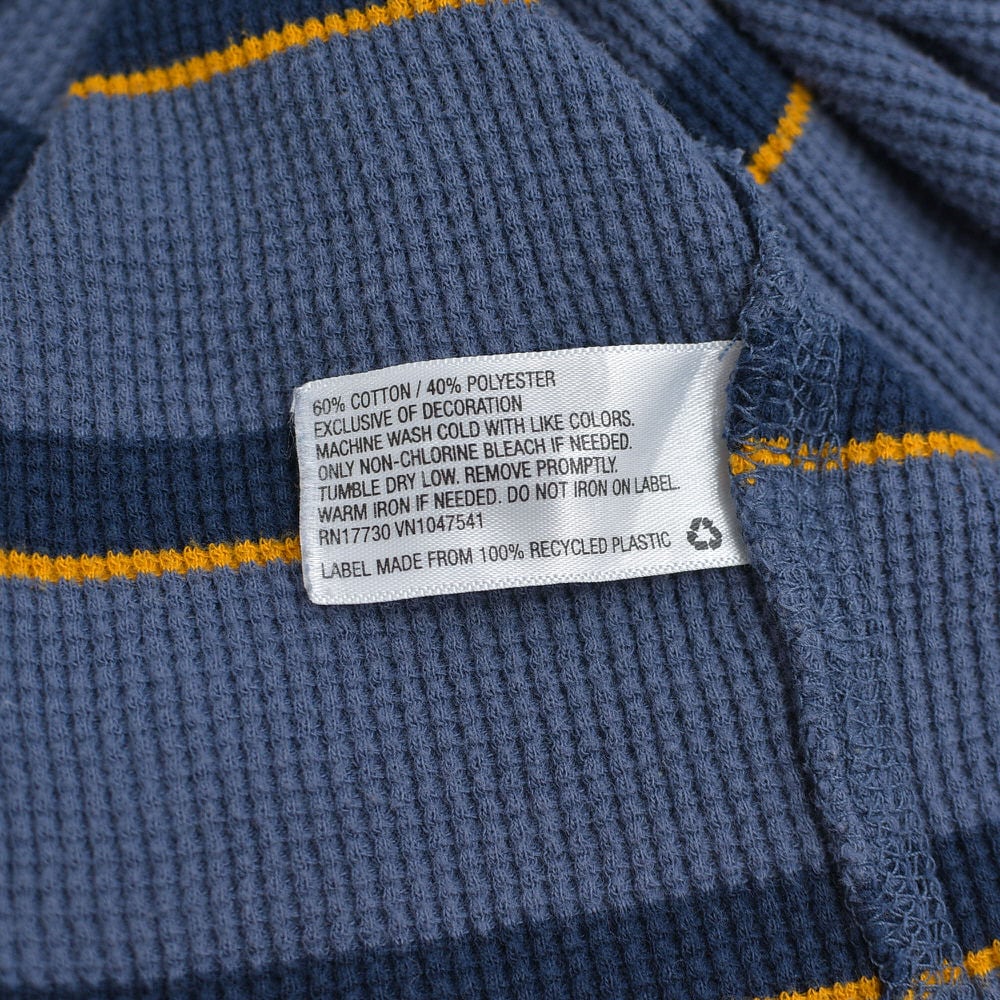 60% COTTON / 40% POLYESTER
EXCLUSIVE OF DECORATION
MACHINE WASH COLD WITH LIKE COLORS.
ONLY NON-CHLORINE BLEACH IF NEEDED.
TUMBLE DRY LOW. REMOVE PROMPTLY.
WARM IRON IF NEEDED. DO NOT IRON ON LABEL.
RN17730 VN1047541
LABEL MADE FROM 100% RECYCLED PLASTIC